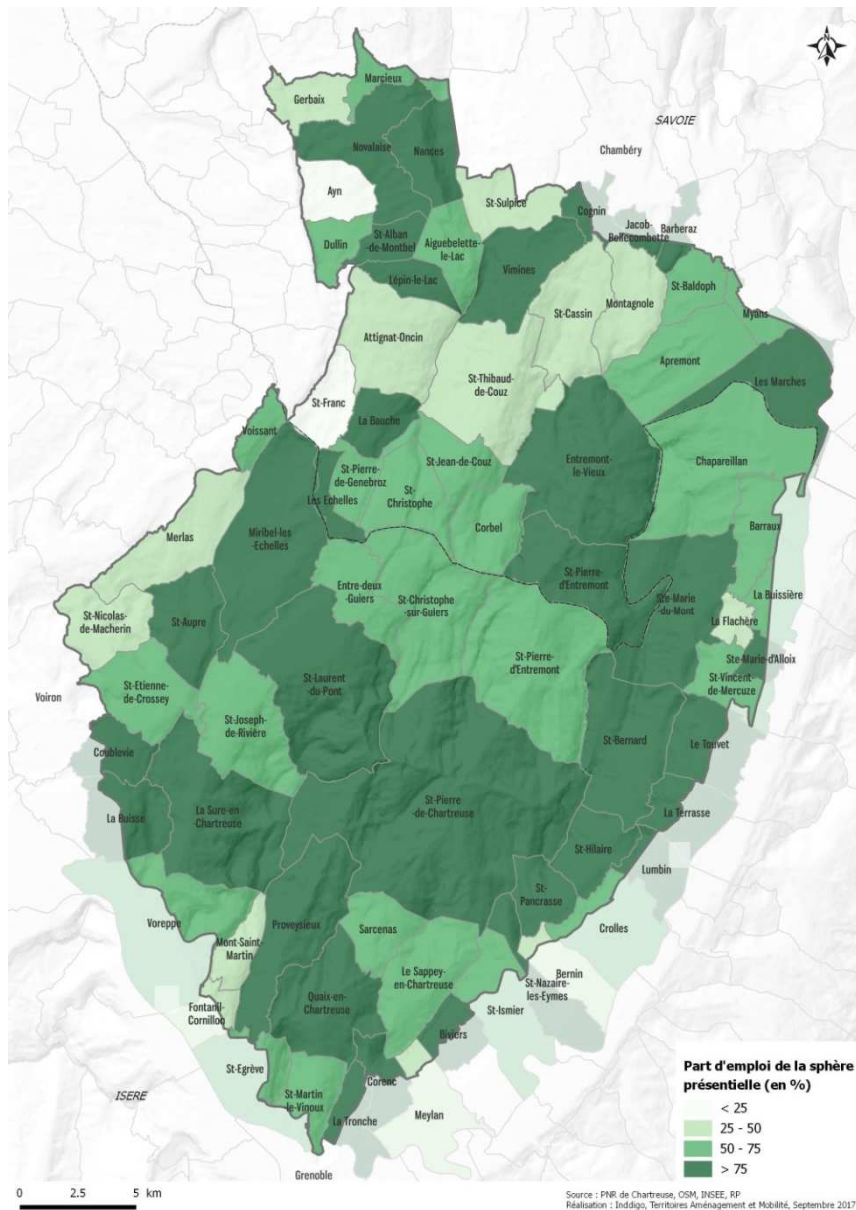 N
Marcieux
Gerbaix
SAVOIE
Novalaise
Nances
Chambéry
Ayn
St-Sulpice
Cognin
Jacob-
Bellecombette
Barberaz
St-Alban
-de-Montbel
Dullin
Aiguebelette-
le-Lac
Vimines
Lépin-le-Lac
St-Baldoph
St-Cassin
Montagnole
Myans
Attignat-Oncin
Apremont
St-Thibaud-
de-Couz
Les Marches
St-Franc
La Bauche
Voissant
Entremont
-le-Vieux
Chapareillan
St-Pierre-
de-Genebroz
St-Jean-de-Couz
Les Echelles
St-
Christophe
Corbel
Barraux
Merlas
Miribel-les
-Echelles
St-Pierre-
d'Entremont
Entre-deux
-Guiers
St-Christophe
-sur-Guiers
Ste-Marie
-du-Mont
La Buissière
St-Nicolas-
de-Macherin
St-Aupre
La Flachère
St-Pierre-
d'Entremont
Ste-Marie-d'Alloix
St-Vincent
-de-Mercuze
St-Laurent
-du-Pont
Voiron
St-Etienne-
de-Crossey
St-Joseph-
de-Rivière
St-Bernard
Le Touvet
Coublevie
St-Pierre
-de-Chartreuse
La Sure-en
-Chartreuse
La Buisse
La Terrasse
St-Hilaire
Lumbin
St-
Pancrasse
Voreppe
Proveysieux
Sarcenas
Crolles
Mont-Saint-
Martin
Le Sappey
-en-Chartreuse
Bernin
St-Nazaire-
les-Eymes
Quaix-en-
Chartreuse
Fontanil-
Cornillon
St-Ismier
Biviers
St-Egrève
Corenc
ISERE
St-Martin
-le-Vinoux
La Tronche
Meylan
Grenoble
Part d'emploi de la sphère
présentielle (en %)
< 25
25 - 50
50 - 75
> 75
0 2.5 5 km
Source : PNR de Chartreuse, OSM, INSEE, RP
Réalisation : Inddigo, Territoires Aménagement et Mobilité, Septembre 2017